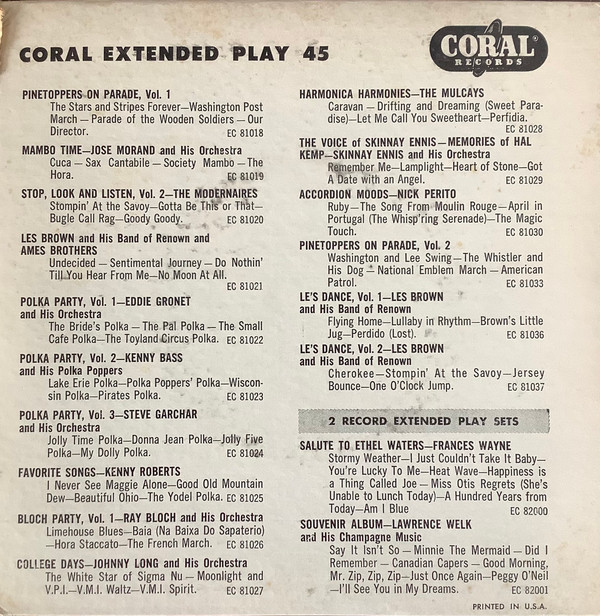 CORAL EXTENDED PLAY 45
CORAL
RECORDS
PINETOPPERS ON PARADE, Vol. 1
The Stars and Stripes Forever—Washington Post
March — Parade of the Wooden Soldiers — Our
Director. EC 81018
MAMBO TIME—JOSE MORAND and His Orchestra
Cuca — Sax Cantabile — Society Mambo — The
Hora. EC 81019
STOP, LOOK AND LISTEN, Vol. 2—THE MODERNAIRES
Stompin' At the Savoy—Gotta Be This or That—
Bugle Call Rag—Goody Goody. EC 81020
LES BROWN and His Band of Renown and
AMES BROTHERS
Undecided — Sentimental Journey — Do Nothin'
Till You Hear From Me—No Moon At All.
EC 81021
POLKA PARTY, Vol. 1—EDDIE GRONET
and His Orchestra
The Bride's Polka — The Pal Polka — The Small
Cafe Polka—The Toyland Circus Polka. EC 81022
POLKA PARTY, Vol. 2—KENNY BASS
and His Polka Poppers
Lake Erie Polka—Polka Poppers' Polka—Wiscon-
sin Polka—Pirates Polka. EC 81023
POLKA PARTY, Vol. 3—STEVE GARCHAR
and His Orchestra
Jolly Time Polka—Donna Jean Polka—Jolly Five
Polka—My Dolly Polka. EC 81024
FAVORITE SONGS—KENNY ROBERTS
I Never See Maggie Alone—Good Old Mountain
Dew—Beautiful Ohio—The Yodel Polka. EC 81025
BLOCH PARTY, Vol. 1—RAY BLOCH and His Orchestra
Limehouse Blues—Baia (Na Baixa Do Sapaterio)
—Hora Staccato—The French March. EC 81026
COLLEGE DAYS—JOHNNY LONG and His Orchestra
The White Star of Sigma Nu — Moonlight and
V.P.I.—V.M.I. Waltz—V.M.I. Spirit. EC 81027
HARMONICA HARMONIES—THE MULCAYS
Caravan — Drifting and Dreaming (Sweet Para-
dise)—Let Me Call You Sweetheart—Perfidia.
EC 81028
THE VOICE of SKINNAY ENNIS—MEMORIES of HAL
KEMP—SKINNAY ENNIS and His Orchestra
Remember Me—Lamplight—Heart of Stone—Got
A Date with an Angel. EC 81029
ACCORDION MOODS—NICK PERITO
Ruby—The Song From Moulin Rouge—April in
Portugal (The Whisp'ring Serenade)—The Magic
Touch. EC 81030
PINETOPPERS ON PARADE, Vol. 2
Washington and Lee Swing—The Whistler and
His Dog — National Emblem March — American
Patrol. EC 81033
LE'S DANCE, Vol. 1—LES BROWN
and His Band of Renown
Flying Home—Lullaby in Rhythm—Brown's Little
Jug—Perdido (Lost). EC 81036
LE'S DANCE, Vol. 2—LES BROWN
and His Band of Renown
Cherokee—Stompin' At the Savoy—Jersey
Bounce—One O'Clock Jump. EC 81037
2 RECORD EXTENDED PLAY SETS
SALUTE TO ETHEL WATERS—FRANCES WAYNE
Stormy Weather—I Just Couldn't Take It Baby—
You're Lucky To Me—Heat Wave—Happiness is
a Thing Called Joe — Miss Otis Regrets (She's
Unable to Lunch Today)—A Hundred Years from
Today—Am I Blue EC 82000
SOUVENIR ALBUM—LAWRENCE WELK
and His Champagne Music
Say It Isn't So — Minnie The Mermaid — Did I
Remember — Canadian Capers — Good Morning,
Mr. Zip, Zip, Zip—Just Once Again—Peggy O'Neil
—I'll See You in My Dreams. EC 82001
PRINTED IN U.S.A.